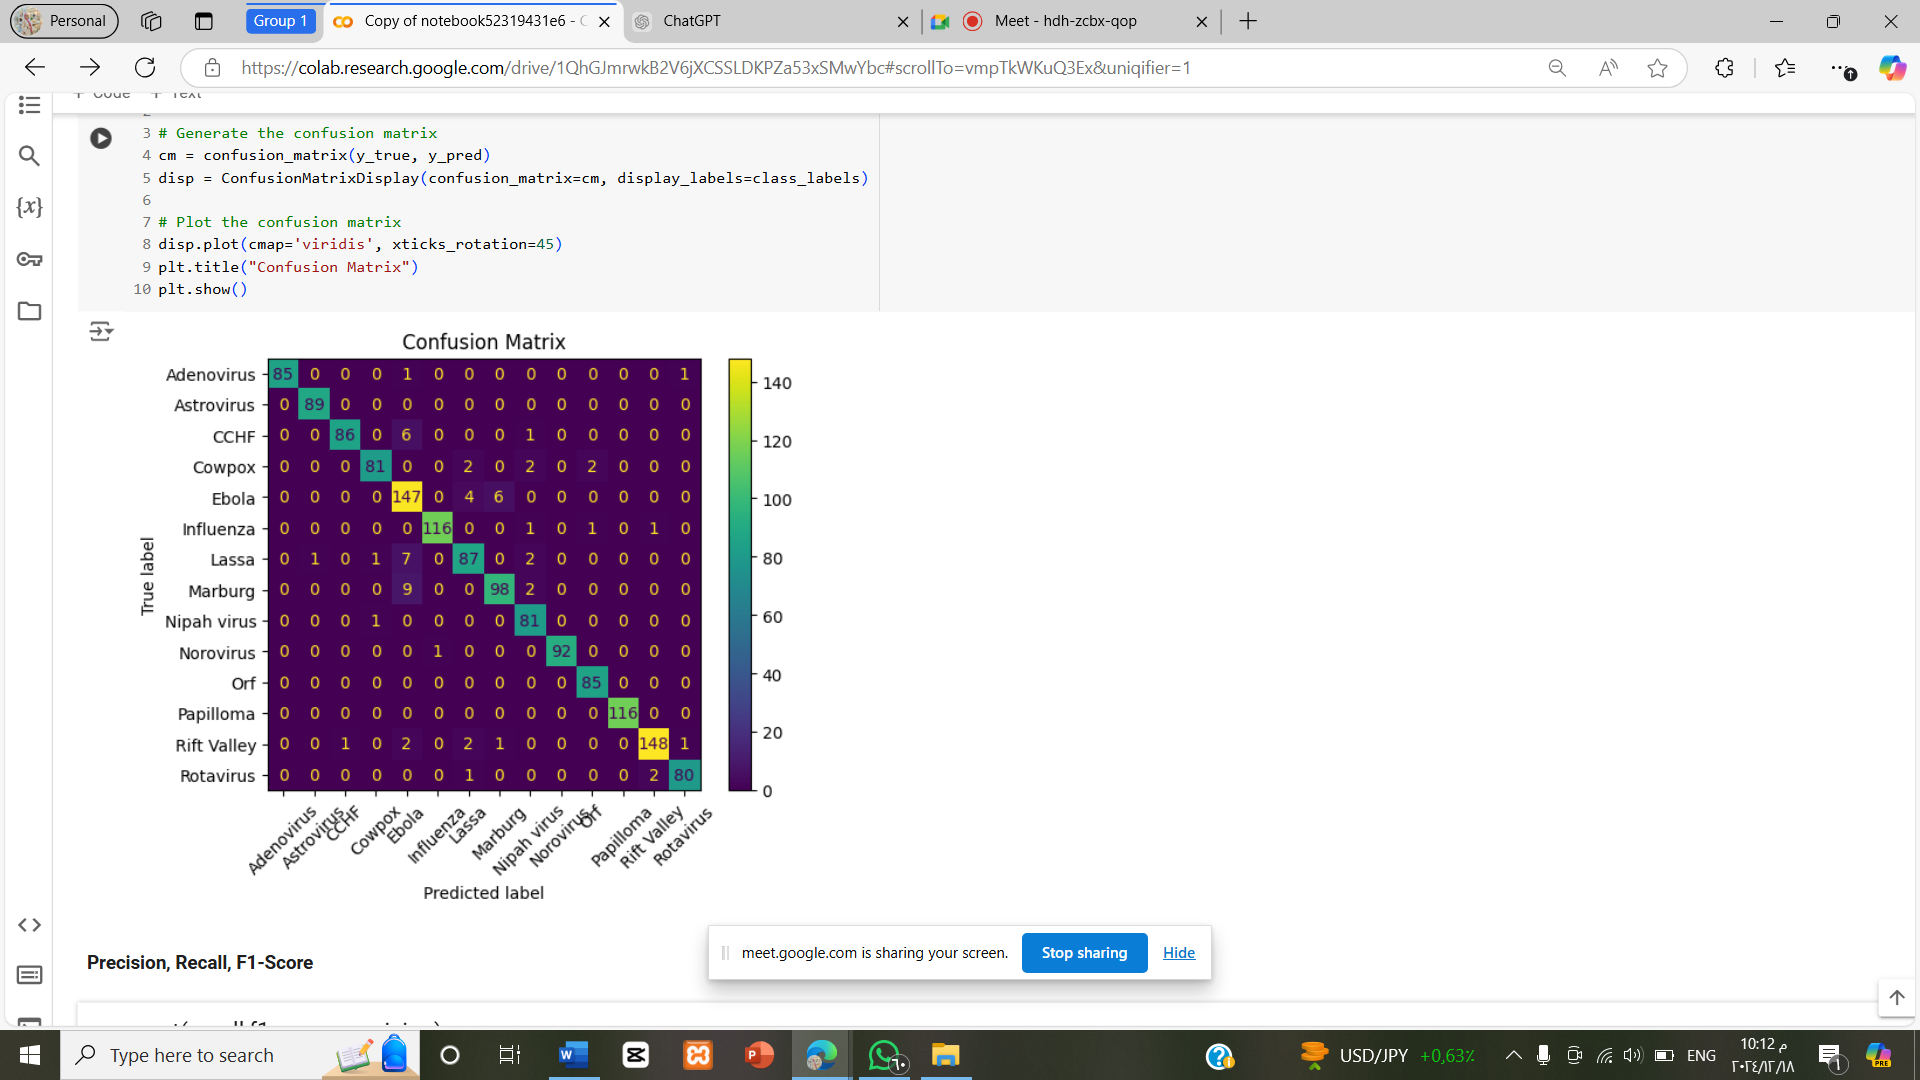 Personal
Group 1
Copy of notebook52319431e6 - C
ChatGPT
Meet - hdh-zcbx-qop
https://colab.research.google.com/drive/1QhGJmrwkB2V6jXCSSLDKPZa53xSMwYbc#scrollTo=vmpTkWKuQ3Ex&uniqifier=1
+ Code + Text
2
3 # Generate the confusion matrix
4 cm = confusion_matrix(y_true, y_pred)
5 disp = ConfusionMatrixDisplay(confusion_matrix=cm, display_labels=class_labels)
6
7 # Plot the confusion matrix
8 disp.plot(cmap='viridis', xticks_rotation=45)
9 plt.title("Confusion Matrix")
10 plt.show()
Confusion Matrix
Adenovirus 85 0 0 0 1 0 0 0 0 0 0 0 0 1
Astrovirus 0 89 0 0 0 0 0 0 0 0 0 0 0 0
CCHF 0 0 86 0 6 0 0 0 1 0 0 0 0 0
Cowpox 0 0 0 81 0 0 2 0 2 0 2 0 0 0
Ebola 0 0 0 0 147 0 4 6 0 0 0 0 0 0
Influenza 0 0 0 0 0 116 0 0 1 0 1 0 1 0
Lassa 0 1 0 1 7 0 87 0 2 0 0 0 0 0
Marburg 0 0 0 0 9 0 0 98 2 0 0 0 0 0
Nipah virus 0 0 0 1 0 0 0 0 81 0 0 0 0 0
Norovirus 0 0 0 0 0 1 0 0 0 92 0 0 0 0
Orf 0 0 0 0 0 0 0 0 0 0 85 0 0 0
Papilloma 0 0 0 0 0 0 0 0 0 0 0 116 0 0
Rift Valley 0 0 1 0 2 0 2 1 0 0 0 0 148 1
Rotavirus 0 0 0 0 0 0 1 0 0 0 0 0 2 80
True label
140
120
100
80
60
40
20
0
Adenovirus
Astrovirus
CCHF
Cowpox
Ebola
Influenza
Lassa
Marburg
Nipah virus
Norovirus
Orf
Papilloma
Rift Valley
Rotavirus
Predicted label
Precision, Recall, F1-Score
meet.google.com is sharing your screen.
Stop sharing
Hide
Type here to search
USD/JPY +0,63٪
ENG
م 10:12
٢٠٢٤/١٢/١٨